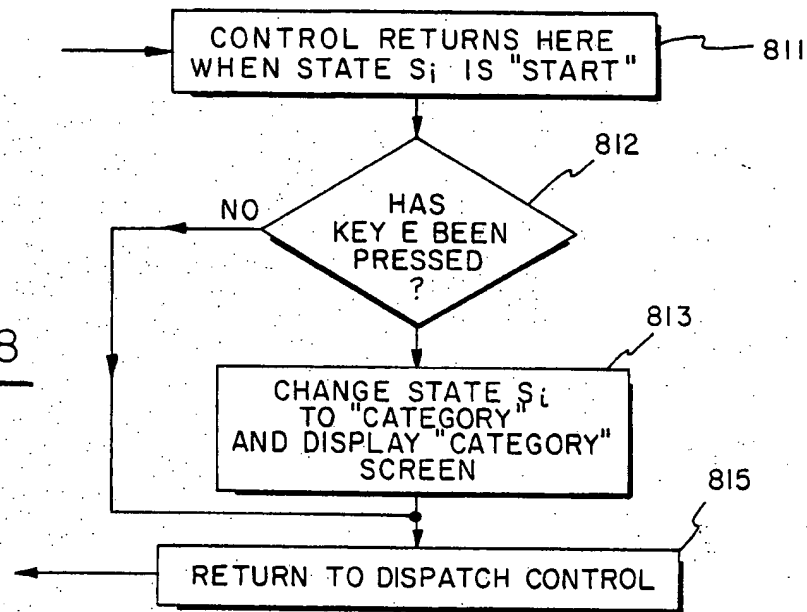 CONTROL RETURNS HERE
WHEN STATE Si IS "START"
811
812
NO
HAS
KEY E BEEN
PRESSED
?
8
813
CHANGE STATE Si
TO "CATEGORY"
AND DISPLAY "CATEGORY"
SCREEN
815
RETURN TO DISPATCH CONTROL